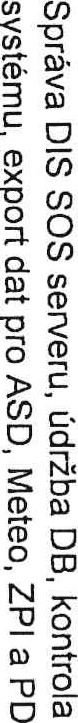 Správa DIS SOS serveru, údržba DB, kontrola
systému, export dat pro ASD, Meteo, ZPI a PD